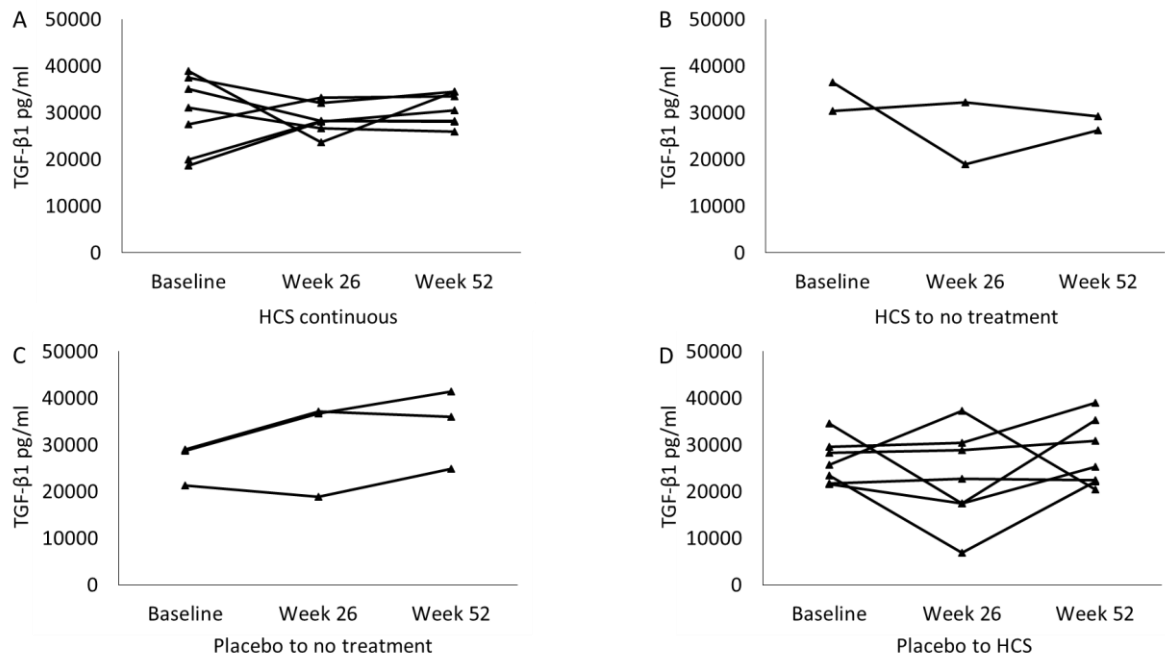 A
TGF-β1 pg/ml
50000
40000
30000
20000
10000
0
Baseline Week 26 Week 52
HCS continuous
B
TGF-β1 pg/ml
50000
40000
30000
20000
10000
0
Baseline Week 26 Week 52
HCS to no treatment
C
TGF-β1 pg/ml
50000
40000
30000
20000
10000
0
Baseline Week 26 Week 52
Placebo to no treatment
D
TGF-β1 pg/ml
50000
40000
30000
20000
10000
0
Baseline Week 26 Week 52
Placebo to HCS